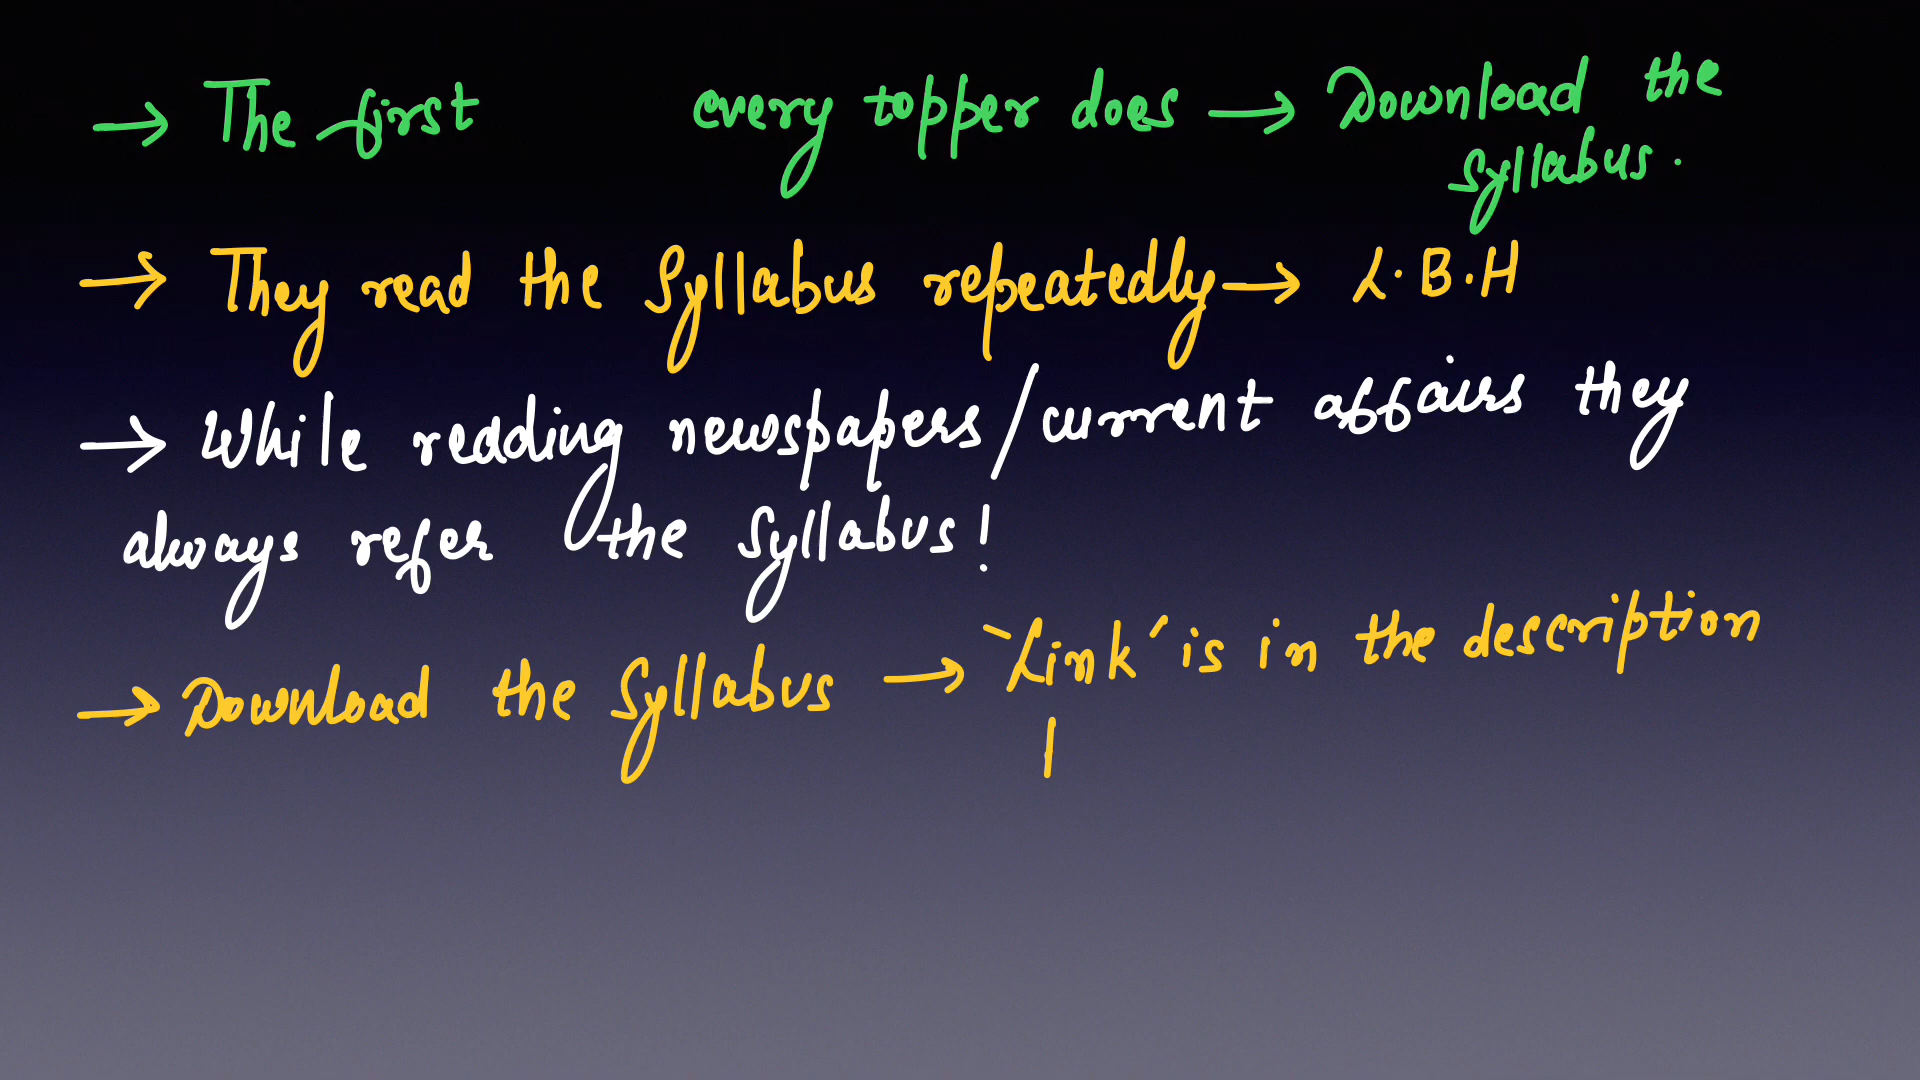 → The first every topper does → Download the
syllabus.
→ They read the Syllabus repeatedly → L.B.H
→ While reading newspapers/current affairs they
always refer the Syllabus!
→ Download the Syllabus → 'Link' is in the description